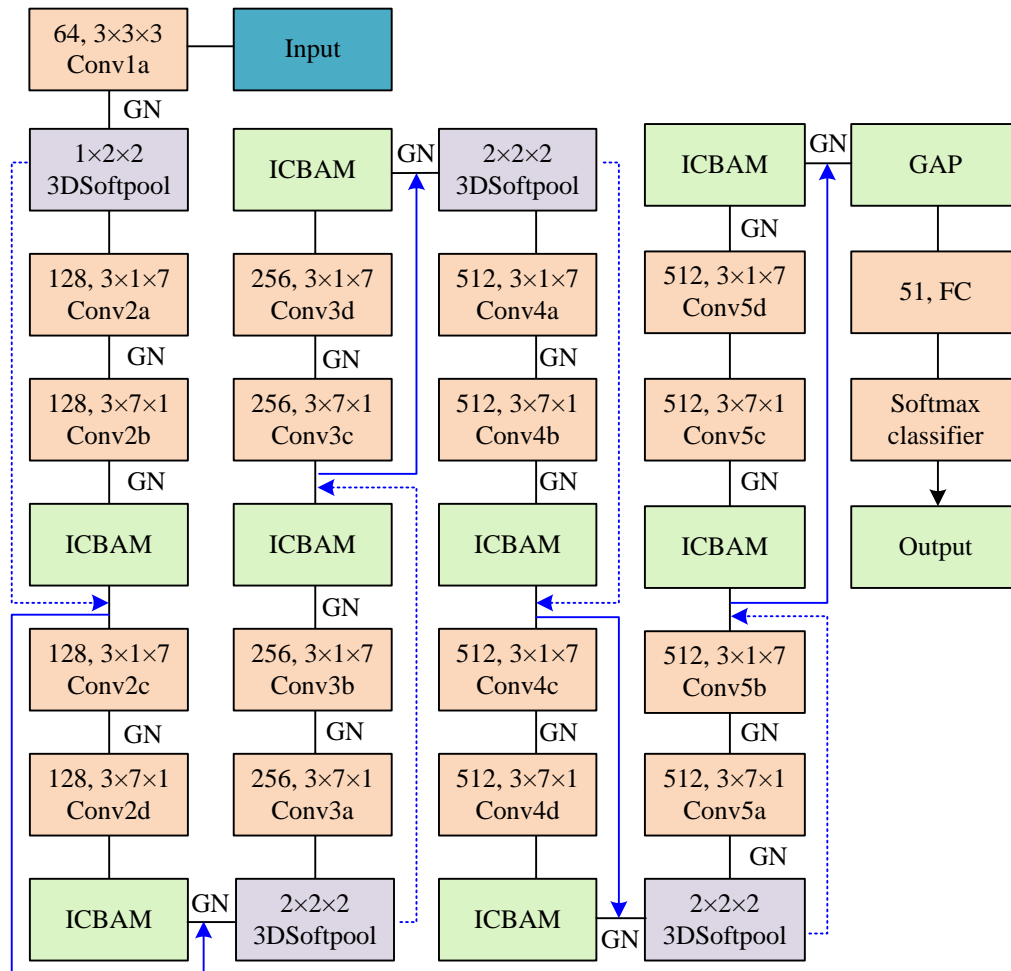 64, 3×3×3
Conv1a
Input
GN
1×2×2
3DSoftpool
128, 3×1×7
Conv2a
GN
128, 3×7×1
Conv2b
GN
ICBAM
128, 3×1×7
Conv2c
GN
128, 3×7×1
Conv2d
ICBAM
GN
2×2×2
3DSoftpool
256, 3×7×1
Conv3a
GN
256, 3×1×7
Conv3b
GN
ICBAM
256, 3×7×1
Conv3c
GN
256, 3×1×7
Conv3d
ICBAM
GN
2×2×2
3DSoftpool
512, 3×1×7
Conv4a
GN
512, 3×7×1
Conv4b
GN
ICBAM
512, 3×1×7
Conv4c
GN
512, 3×7×1
Conv4d
ICBAM
GN
2×2×2
3DSoftpool
GN
512, 3×7×1
Conv5a
GN
512, 3×1×7
Conv5b
ICBAM
GN
512, 3×7×1
Conv5c
512, 3×1×7
Conv5d
GN
ICBAM
GN
GAP
51, FC
Softmax
classifier
Output